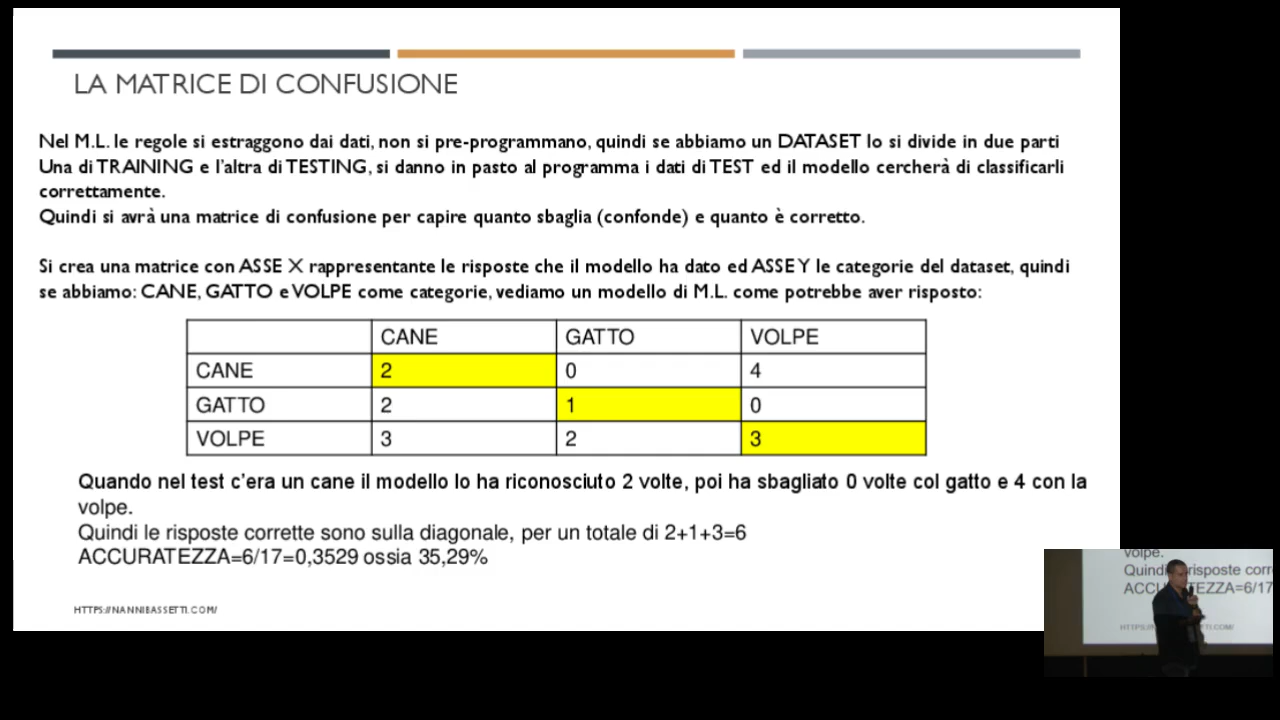 LA MATRICE DI CONFUSIONE
Nel M.L. le regole si estraggono dai dati, non si pre-programmano, quindi se abbiamo un DATASET lo si divide in due parti
Una di TRAINING e l'altra di TESTING, si danno in pasto al programma i dati di TEST ed il modello cercherà di classificarli
correttamente.
Quindi si avrà una matrice di confusione per capire quanto sbaglia (confonde) e quanto è corretto.
Si crea una matrice con ASSE X rappresentante le risposte che il modello ha dato ed ASSE Y le categorie del dataset, quindi
se abbiamo: CANE, GATTO e VOLPE come categorie, vediamo un modello di M.L. come potrebbe aver risposto:
CANE GATTO VOLPE
CANE 2 0 4
GATTO 2 1 0
VOLPE 3 2 3
Quando nel test c'era un cane il modello lo ha riconosciuto 2 volte, poi ha sbagliato 0 volte col gatto e 4 con la
volpe.
Quindi le risposte corrette sono sulla diagonale, per un totale di 2+1+3=6
ACCURATEZZA=6/17=0,3529 ossia 35,29%
HTTPS://NANNIBASSETTI.COM/
volpe.
Quindi risposte corr
ACCU TEZZA=6/17